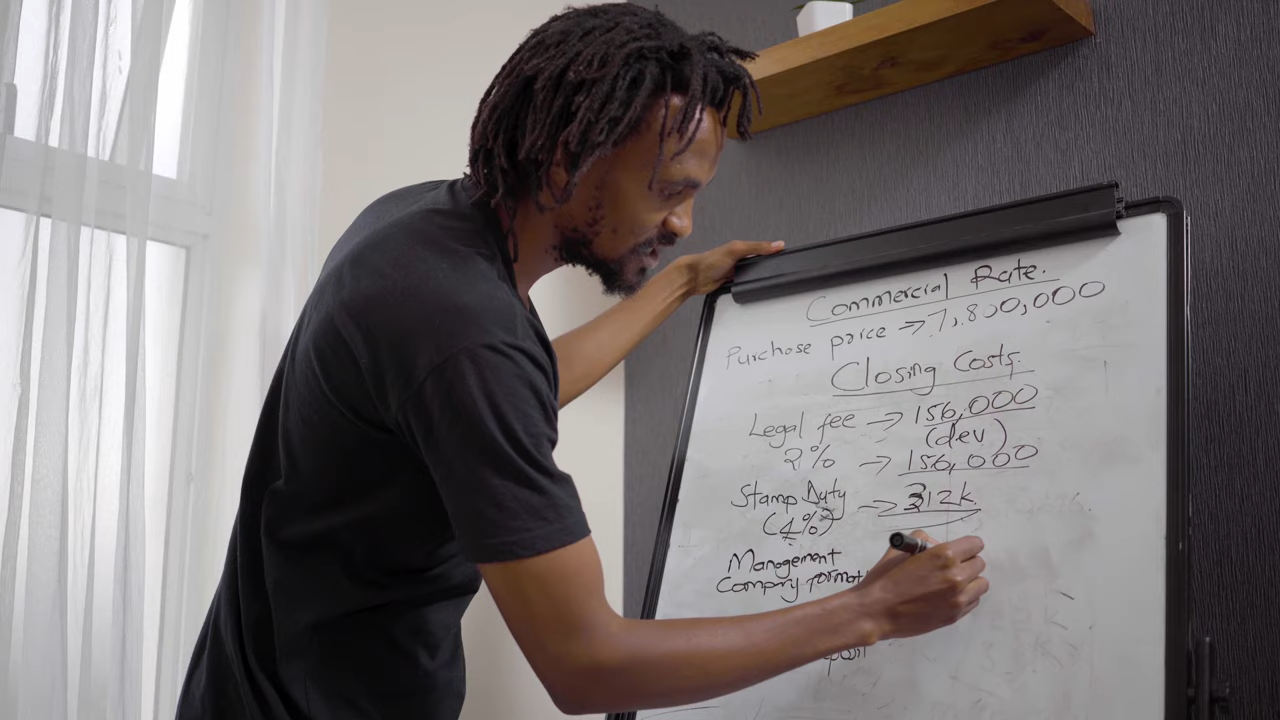 Commercial Rate.
Purchase price → 7,800,000
Closing Costs.
Legal fee → 156,000
(dev)
2% → 156,000
Stamp Duty → 312k
(4%)
Management
Company format